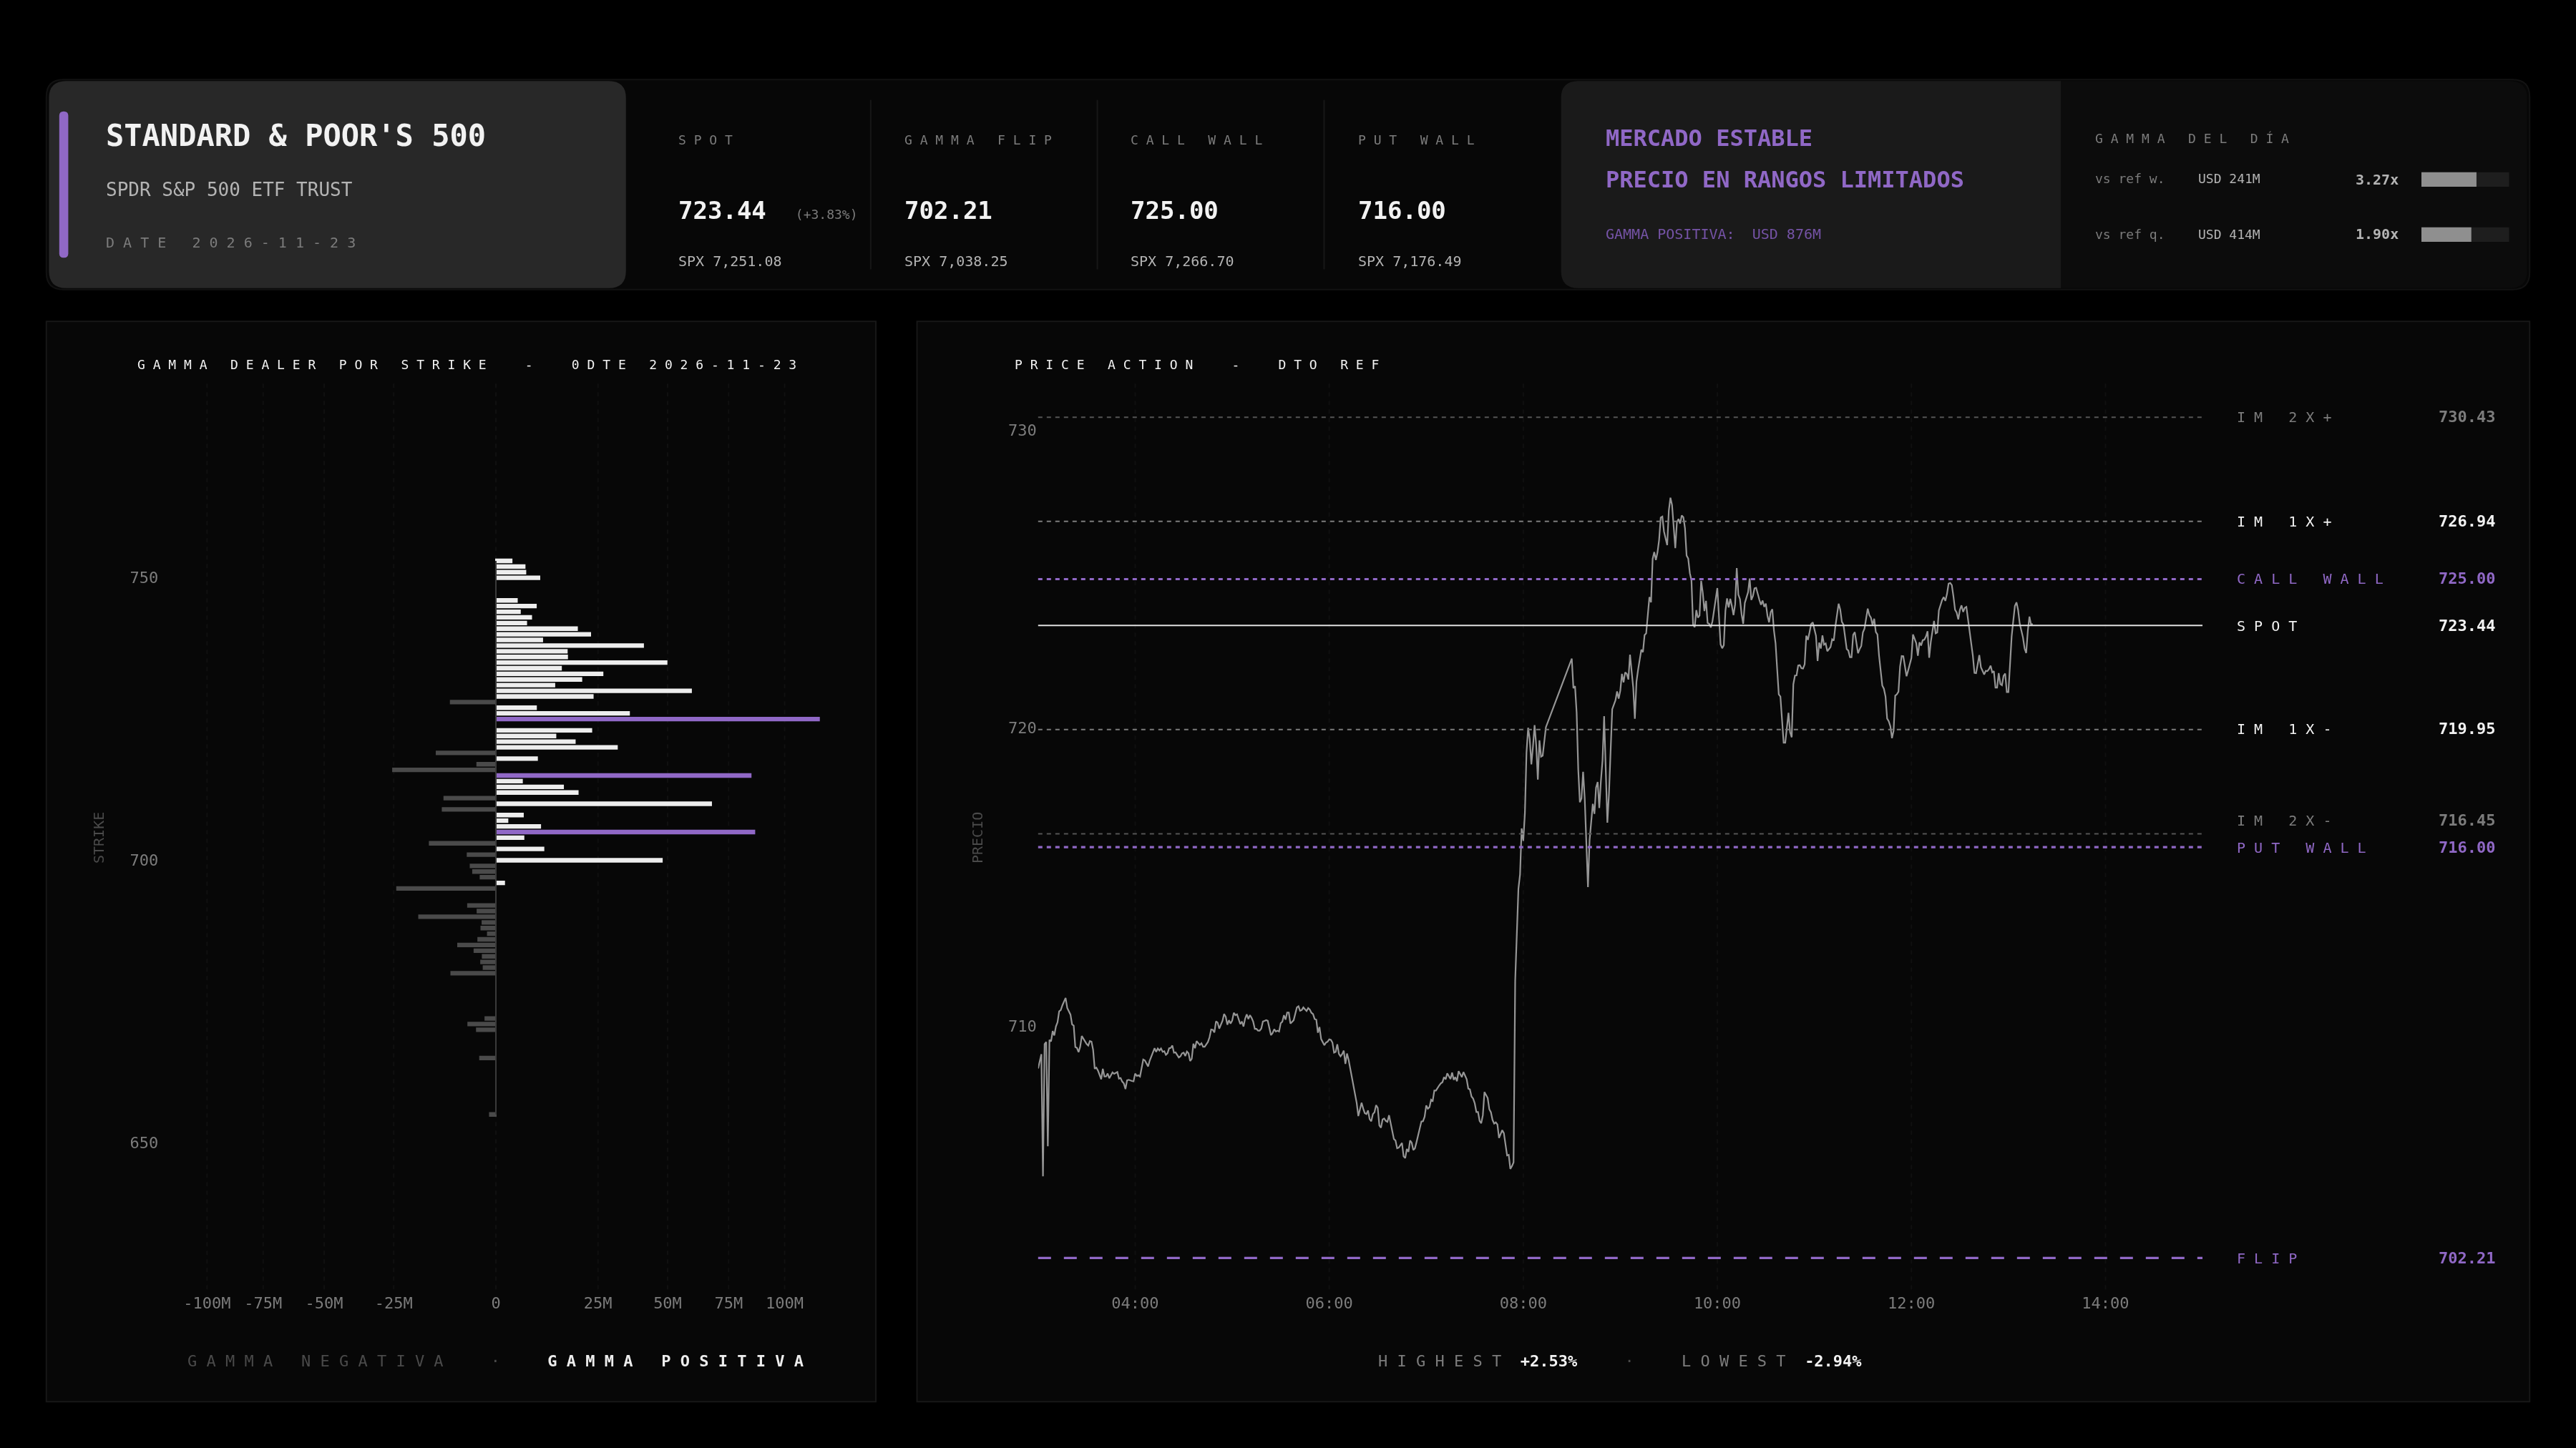 STANDARD & POOR'S 500
SPDR S&P 500 ETF TRUST
DATE 2026-11-23
SPOT
723.44 (+3.83%)
SPX 7,251.08
GAMMA FLIP
702.21
SPX 7,038.25
CALL WALL
725.00
SPX 7,266.70
PUT WALL
716.00
SPX 7,176.49
MERCADO ESTABLE
PRECIO EN RANGOS LIMITADOS
GAMMA POSITIVA: USD 876M
GAMMA DEL DÍA
vs ref w. USD 241M 3.27x
vs ref q. USD 414M 1.90x
GAMMA DEALER POR STRIKE - 0DTE 2026-11-23
STRIKE
750
700
650
-100M -75M -50M -25M 0 25M 50M 75M 100M
GAMMA NEGATIVA · GAMMA POSITIVA
PRICE ACTION - DTO REF
PRECIO
730
720
710
IM 2X+ 730.43
IM 1X+ 726.94
CALL WALL 725.00
SPOT 723.44
IM 1X- 719.95
IM 2X- 716.45
PUT WALL 716.00
FLIP 702.21
04:00 06:00 08:00 10:00 12:00 14:00
HIGHEST +2.53% · LOWEST -2.94%